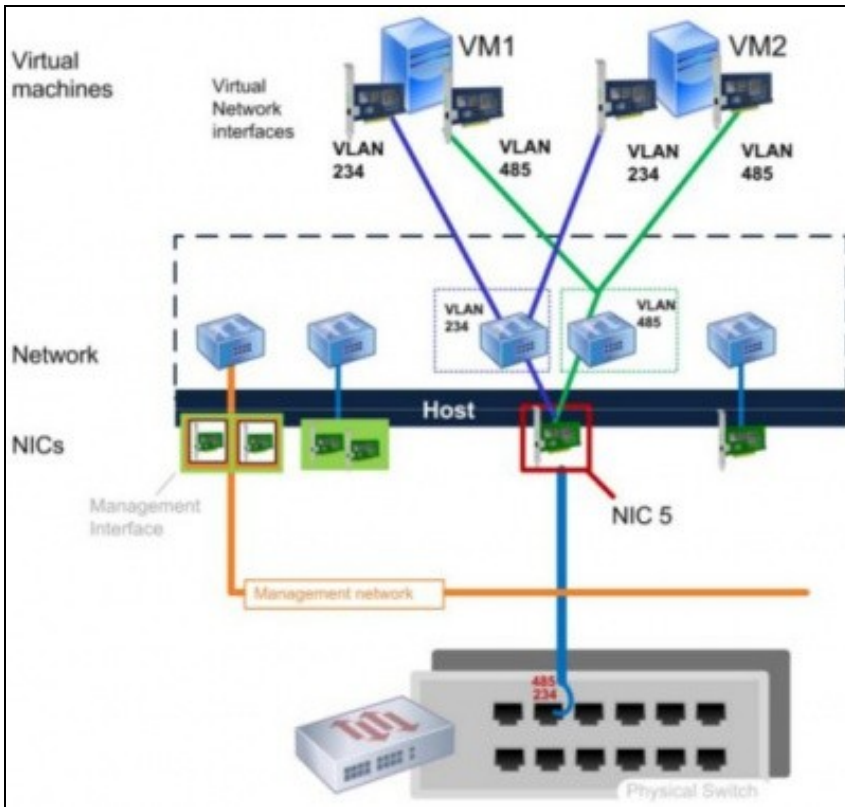 Virtual
machines
VM1
VM2
Virtual
Network
interfaces
VLAN
234
VLAN
485
VLAN
234
VLAN
485
VLAN
234
VLAN
485
Network
Host
NICs
Management
Interface
NIC 5
Management network
485
234
Physical Switch